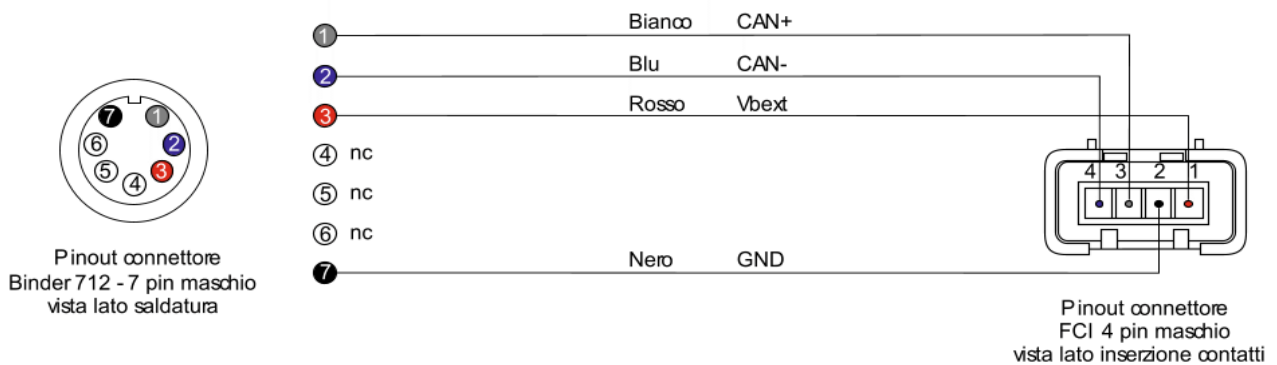 1 Bianco CAN+
2 Blu CAN-
3 Rosso Vbext
4 nc
5 nc
6 nc
7 Nero GND
7 1
6 2
5 3
4
Pinout connettore
Binder 712 - 7 pin maschio
vista lato saldatura
4 3 2 1
Pinout connettore
FCI 4 pin maschio
vista lato inserzione contatti